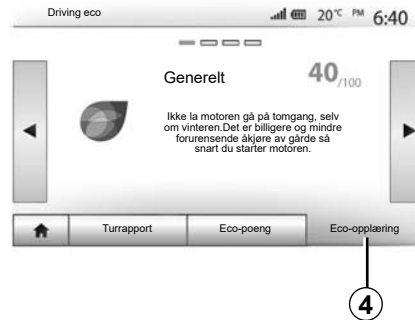 Driving eco
20°C PM 6:40
Generelt
40/100
Ikke la motoren gå på tomgang, selv
om vinteren.Det er billigere og mindre
forurensende åkjøre av gårde så
snart du starter motoren.
Turrapport Eco-poeng Eco-opplæring
4